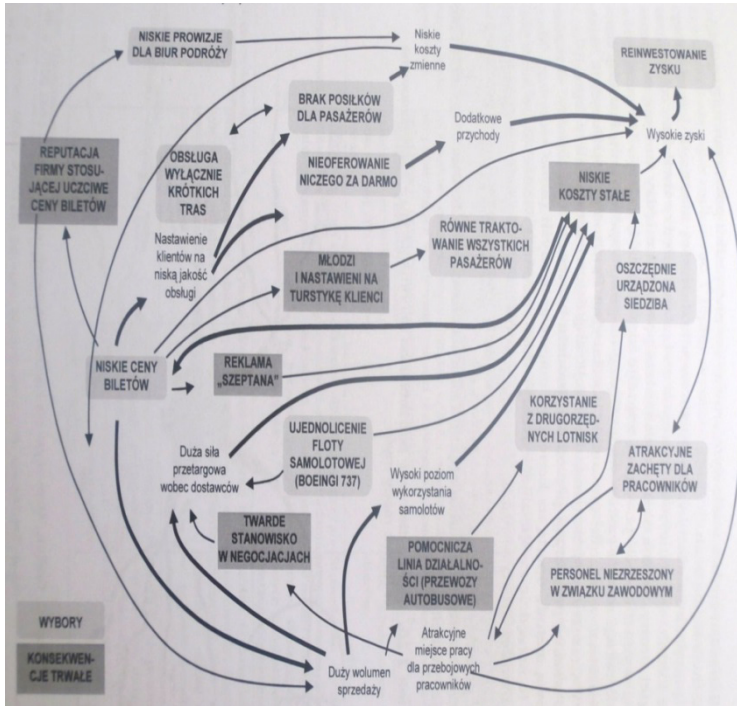 NISKIE PROWIZJE
DLA BIUR PODRÓŻY
Niskie
koszty
zmienne
REINWESTOWANIE
ZYSKU
BRAK POSIŁKÓW
DLA PASAŻERÓW
Dodatkowe
przychody
Wysokie zyski
REPUTACJA
FIRMY STOSU-
JĄCEJ UCZCIWE
CENY BILETÓW
OBSŁUGA
WYŁĄCZNIE
KRÓTKICH
TRAS
NIEOFEROWANIE
NICZEGO ZA DARMO
NISKIE
KOSZTY STAŁE
Nastawienie
klientów na
niską jakość
obsługi
MŁODZI
I NASTAWIENI NA
TURSTYKĘ KLIENCI
RÓWNE TRAKTO-
WANIE WSZYSTKICH
PASAŻERÓW
OSZCZĘDNIE
URZĄDZONA
SIEDZIBA
NISKIE CENY
BILETÓW
REKLAMA
„SZEPTANA”
UJEDNOLICENIE
FLOTY
SAMOLOTOWEJ
(BOEINGI 737)
KORZYSTANIE
Z DRUGORZĘD-
NYCH LOTNISK
Duża siła
przetargowa
wobec dostawców
Wysoki poziom
wykorzystania
samolotów
ATRAKCYJNE
ZACHĘTY DLA
PRACOWNIKÓW
TWARDE
STANOWISKO
W NEGOCJACJACH
POMOCNICZA
LINIA DZIAŁALNO-
ŚCI (PRZEWOZY
AUTOBUSOWE)
PERSONEL NIEZRZESZONY
W ZWIĄZKU ZAWODOWYM
WYBORY
KONSEKWEN-
CJE TRWAŁE
Duży wolumen
sprzedaży
Atrakcyjne
miejsce pracy
dla przebojowych
pracowników